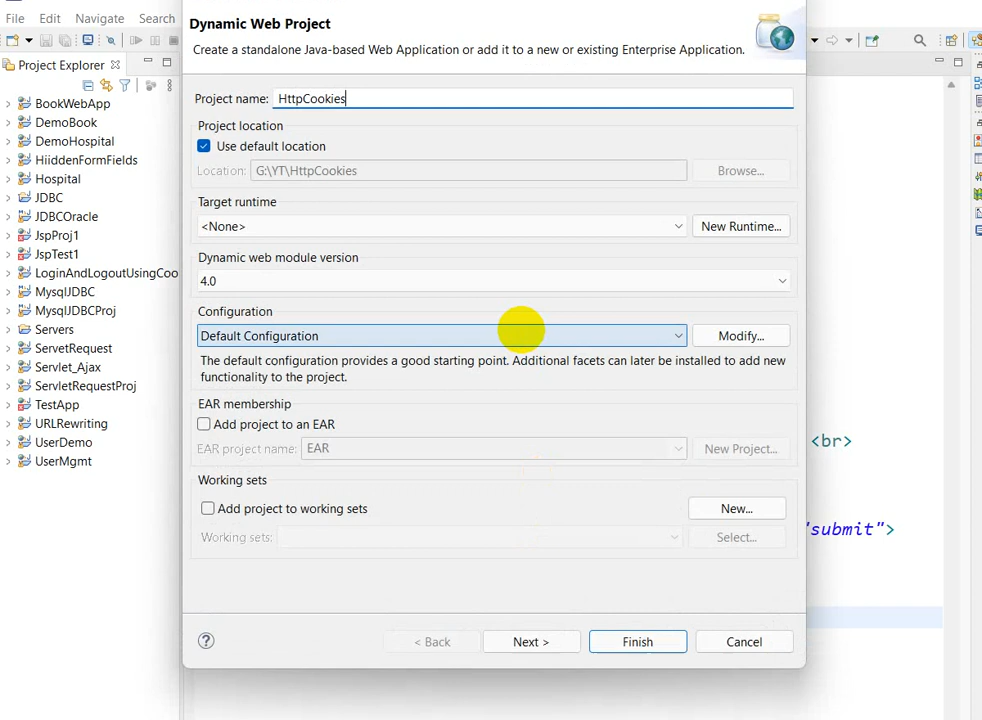 File Edit Navigate Search
Project Explorer
BookWebApp
DemoBook
DemoHospital
HiiddenFormFields
Hospital
JDBC
JDBCOracle
JspProj1
JspTest1
LoginAndLogoutUsingCoo
MysqlJDBC
MysqlJDBCProj
Servers
ServetRequest
Servlet_Ajax
ServletRequestProj
TestApp
URLRewriting
UserDemo
UserMgmt
Dynamic Web Project
Create a standalone Java-based Web Application or add it to a new or existing Enterprise Application.
Project name: HttpCookies
Project location
Use default location
Location: G:\YT\HttpCookies Browse...
Target runtime
<None> New Runtime...
Dynamic web module version
4.0
Configuration
Default Configuration Modify...
The default configuration provides a good starting point. Additional facets can later be installed to add new
functionality to the project.
EAR membership
Add project to an EAR
EAR project name: EAR New Project...
Working sets
Add project to working sets New...
Working sets: Select...
? < Back Next > Finish Cancel
<br>
"submit">